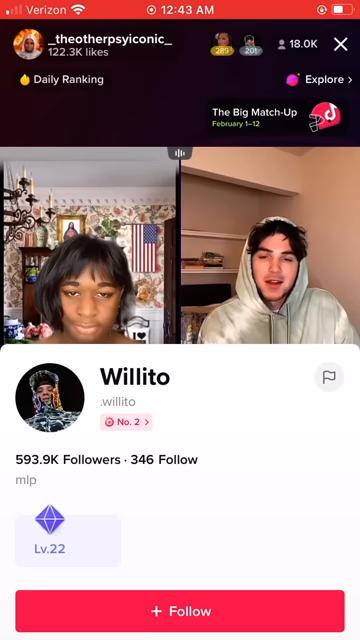 Verizon
12:43 AM
_theotherpsyiconic_
122.3K likes
289
201
18.0K
Daily Ranking
Explore >
The Big Match-Up
February 1–12
I
Willito
.willito
No. 2 >
593.9K Followers · 346 Follow
mlp
Lv.22
+ Follow